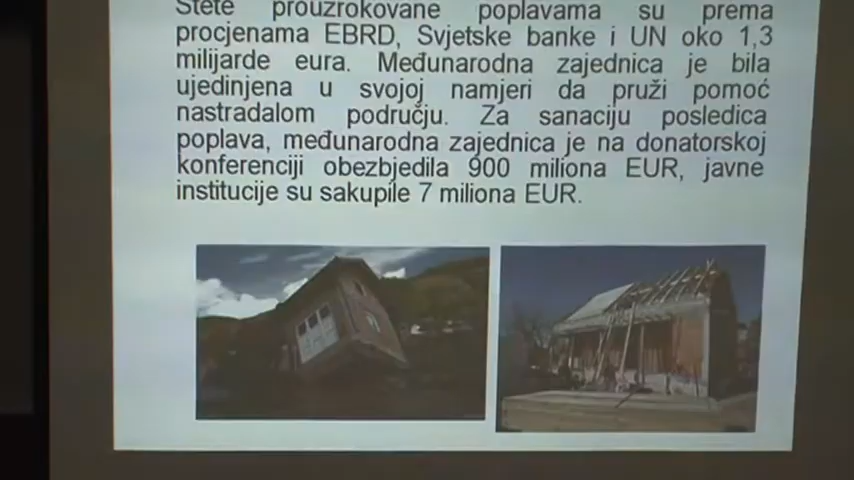 Štete prouzrokovane poplavama su prema
procjenama EBRD, Svjetske banke i UN oko 1,3
milijarde eura. Međunarodna zajednica je bila
ujedinjena u svojoj namjeri da pruži pomoć
nastradalom području. Za sanaciju posledica
poplava, međunarodna zajednica je na donatorskoj
konferenciji obezbjedila 900 miliona EUR, javne
institucije su sakupile 7 miliona EUR.